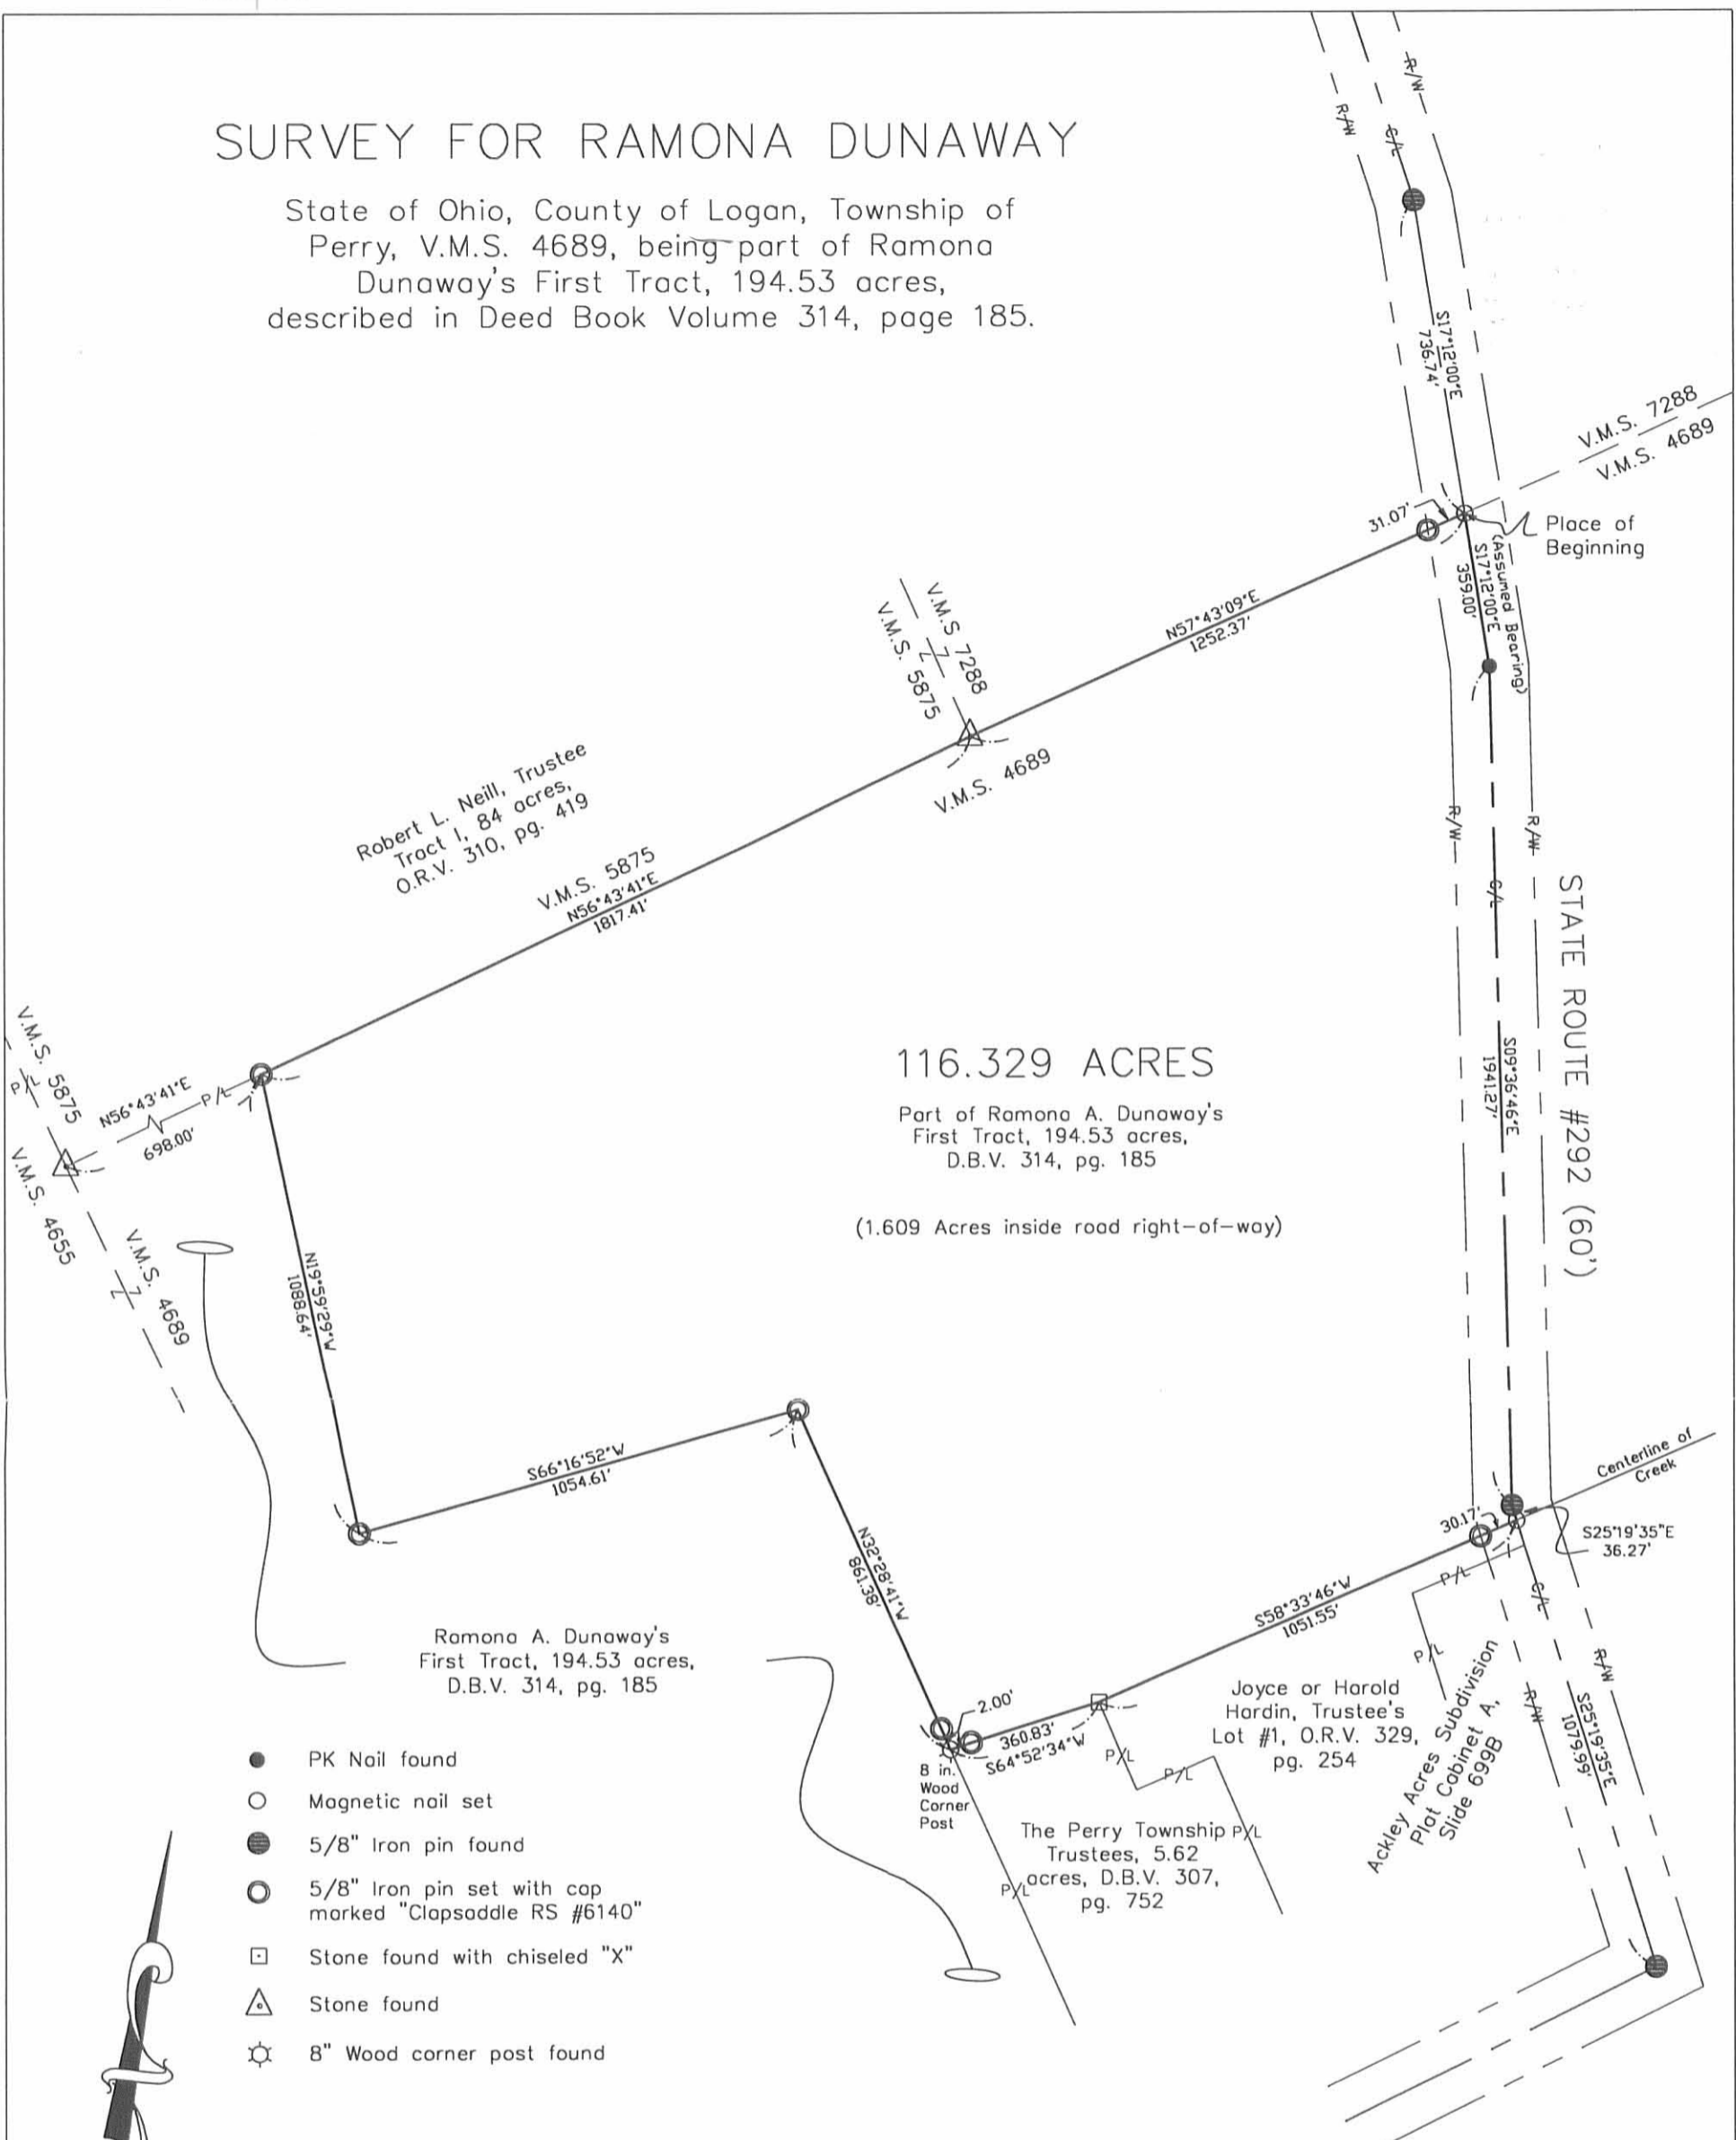 SURVEY FOR RAMONA DUNAWAY
State of Ohio, County of Logan, Township of
Perry, V.M.S. 4689, being part of Ramona
Dunaway's First Tract, 194.53 acres,
described in Deed Book Volume 314, page 185.
R/W
C/L
R/W
S17°12'00"E
736.74'
V.M.S. 7288
V.M.S. 4689
31.07'
Place of
Beginning
(Assumed Bearing)
S17°12'00"E
359.00'
N57°43'09"E
1252.37'
V.M.S 7288
V.M.S. 5875
V.M.S. 4689
Robert L. Neill, Trustee
Tract I, 84 acres,
O.R.V. 310, pg. 419
V.M.S. 5875
N56°43'41"E
1817.41'
R/W
R/W
C/L
STATE ROUTE #292 (60')
S09°36'46"E
1941.27'
116.329 ACRES
Part of Ramona A. Dunaway's
First Tract, 194.53 acres,
D.B.V. 314, pg. 185
(1.609 Acres inside road right-of-way)
V.M.S. 5875
P/L
V.M.S. 4655
N56°43'41"E
P/L
698.00'
V.M.S. 4689
N19°59'29"W
1088.64'
S66°16'52"W
1054.61'
N32°28'41"W
861.38'
Centerline of
Creek
30.17'
S25°19'35"E
36.27'
S58°33'46"W
1051.55'
P/L
C/L
P/L
R/W
R/W
S25°19'35"E
1079.99'
Ramona A. Dunaway's
First Tract, 194.53 acres,
D.B.V. 314, pg. 185
2.00'
360.83'
S64°52'34"W
8 in.
Wood
Corner
Post
P/L
P/L
Joyce or Harold
Hardin, Trustee's
Lot #1, O.R.V. 329,
pg. 254
Ackley Acres Subdivision
Plat Cabinet A,
Slide 699B
The Perry Township
Trustees, 5.62
acres, D.B.V. 307,
pg. 752
P/L
P/L
PK Nail found
Magnetic nail set
5/8" Iron pin found
5/8" Iron pin set with cap
marked "Clapsaddle RS #6140"
Stone found with chiseled "X"
Stone found
8" Wood corner post found